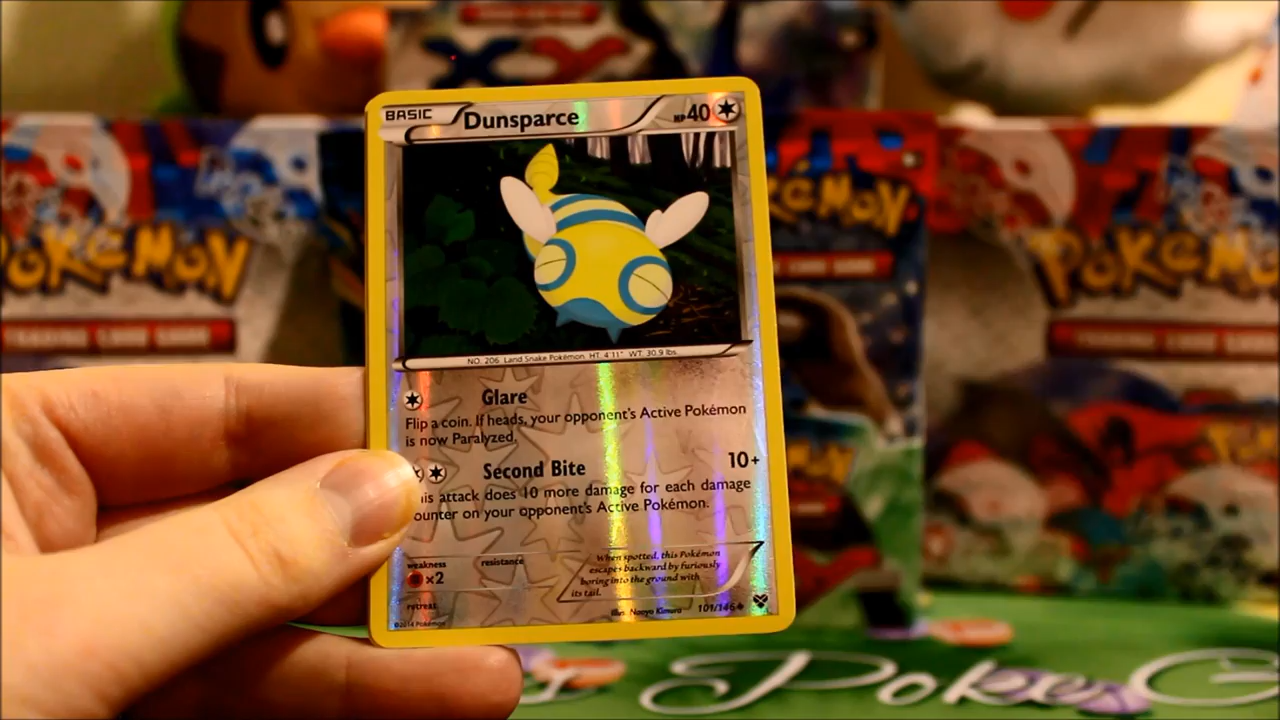 XY
BASIC Dunsparce HP40
POKÉMON
TRADING CARD GAME
NO. 206 Land Snake Pokémon HT: 4'11" WT: 30.9 lbs.
Glare
Flip a coin. If heads, your opponent's Active Pokémon
is now Paralyzed.
Second Bite 10+
is attack does 10 more damage for each damage
ounter on your opponent's Active Pokémon.
weakness resistance
×2
retreat
When spotted, this Pokémon
escapes backward by furiously
boring into the ground with
its tail.
Illus. Naoyo Kimura 101/146
©2014 Pokémon
POKÉMON
POKÉMON
TRADING CARD GAME
Poke